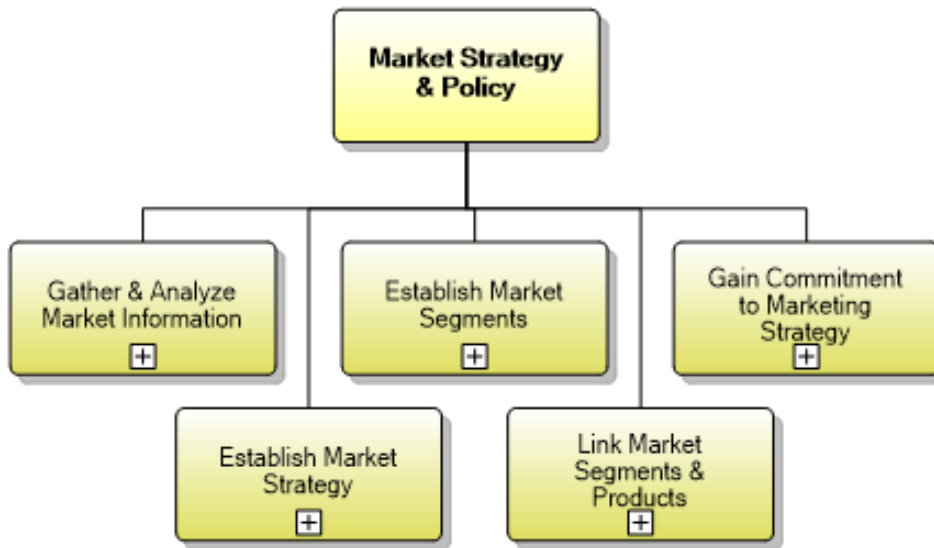 Market Strategy
& Policy
Gather & Analyze
Market Information
Establish Market
Segments
Gain Commitment
to Marketing
Strategy
Establish Market
Strategy
Link Market
Segments &
Products